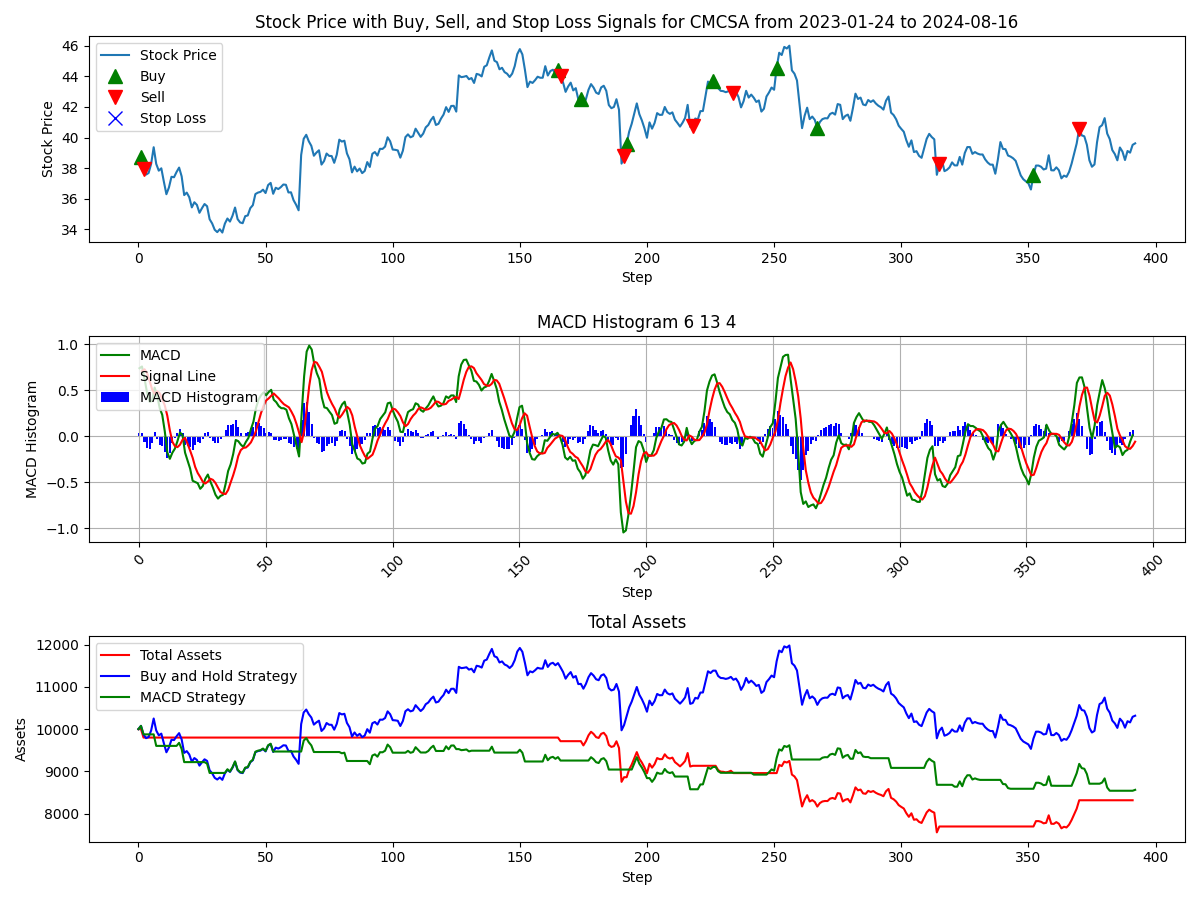 Stock Price with Buy, Sell, and Stop Loss Signals for CMCSA from 2023-01-24 to 2024-08-16
Stock Price
46
44
42
40
38
36
34
Stock Price
Buy
Sell
Stop Loss
0 50 100 150 200 250 300 350 400
Step
MACD Histogram 6 13 4
MACD Histogram
1.0
0.5
0.0
−0.5
−1.0
MACD
Signal Line
MACD Histogram
0 50 100 150 200 250 300 350 400
Step
Total Assets
Assets
12000
11000
10000
9000
8000
Total Assets
Buy and Hold Strategy
MACD Strategy
0 50 100 150 200 250 300 350 400
Step